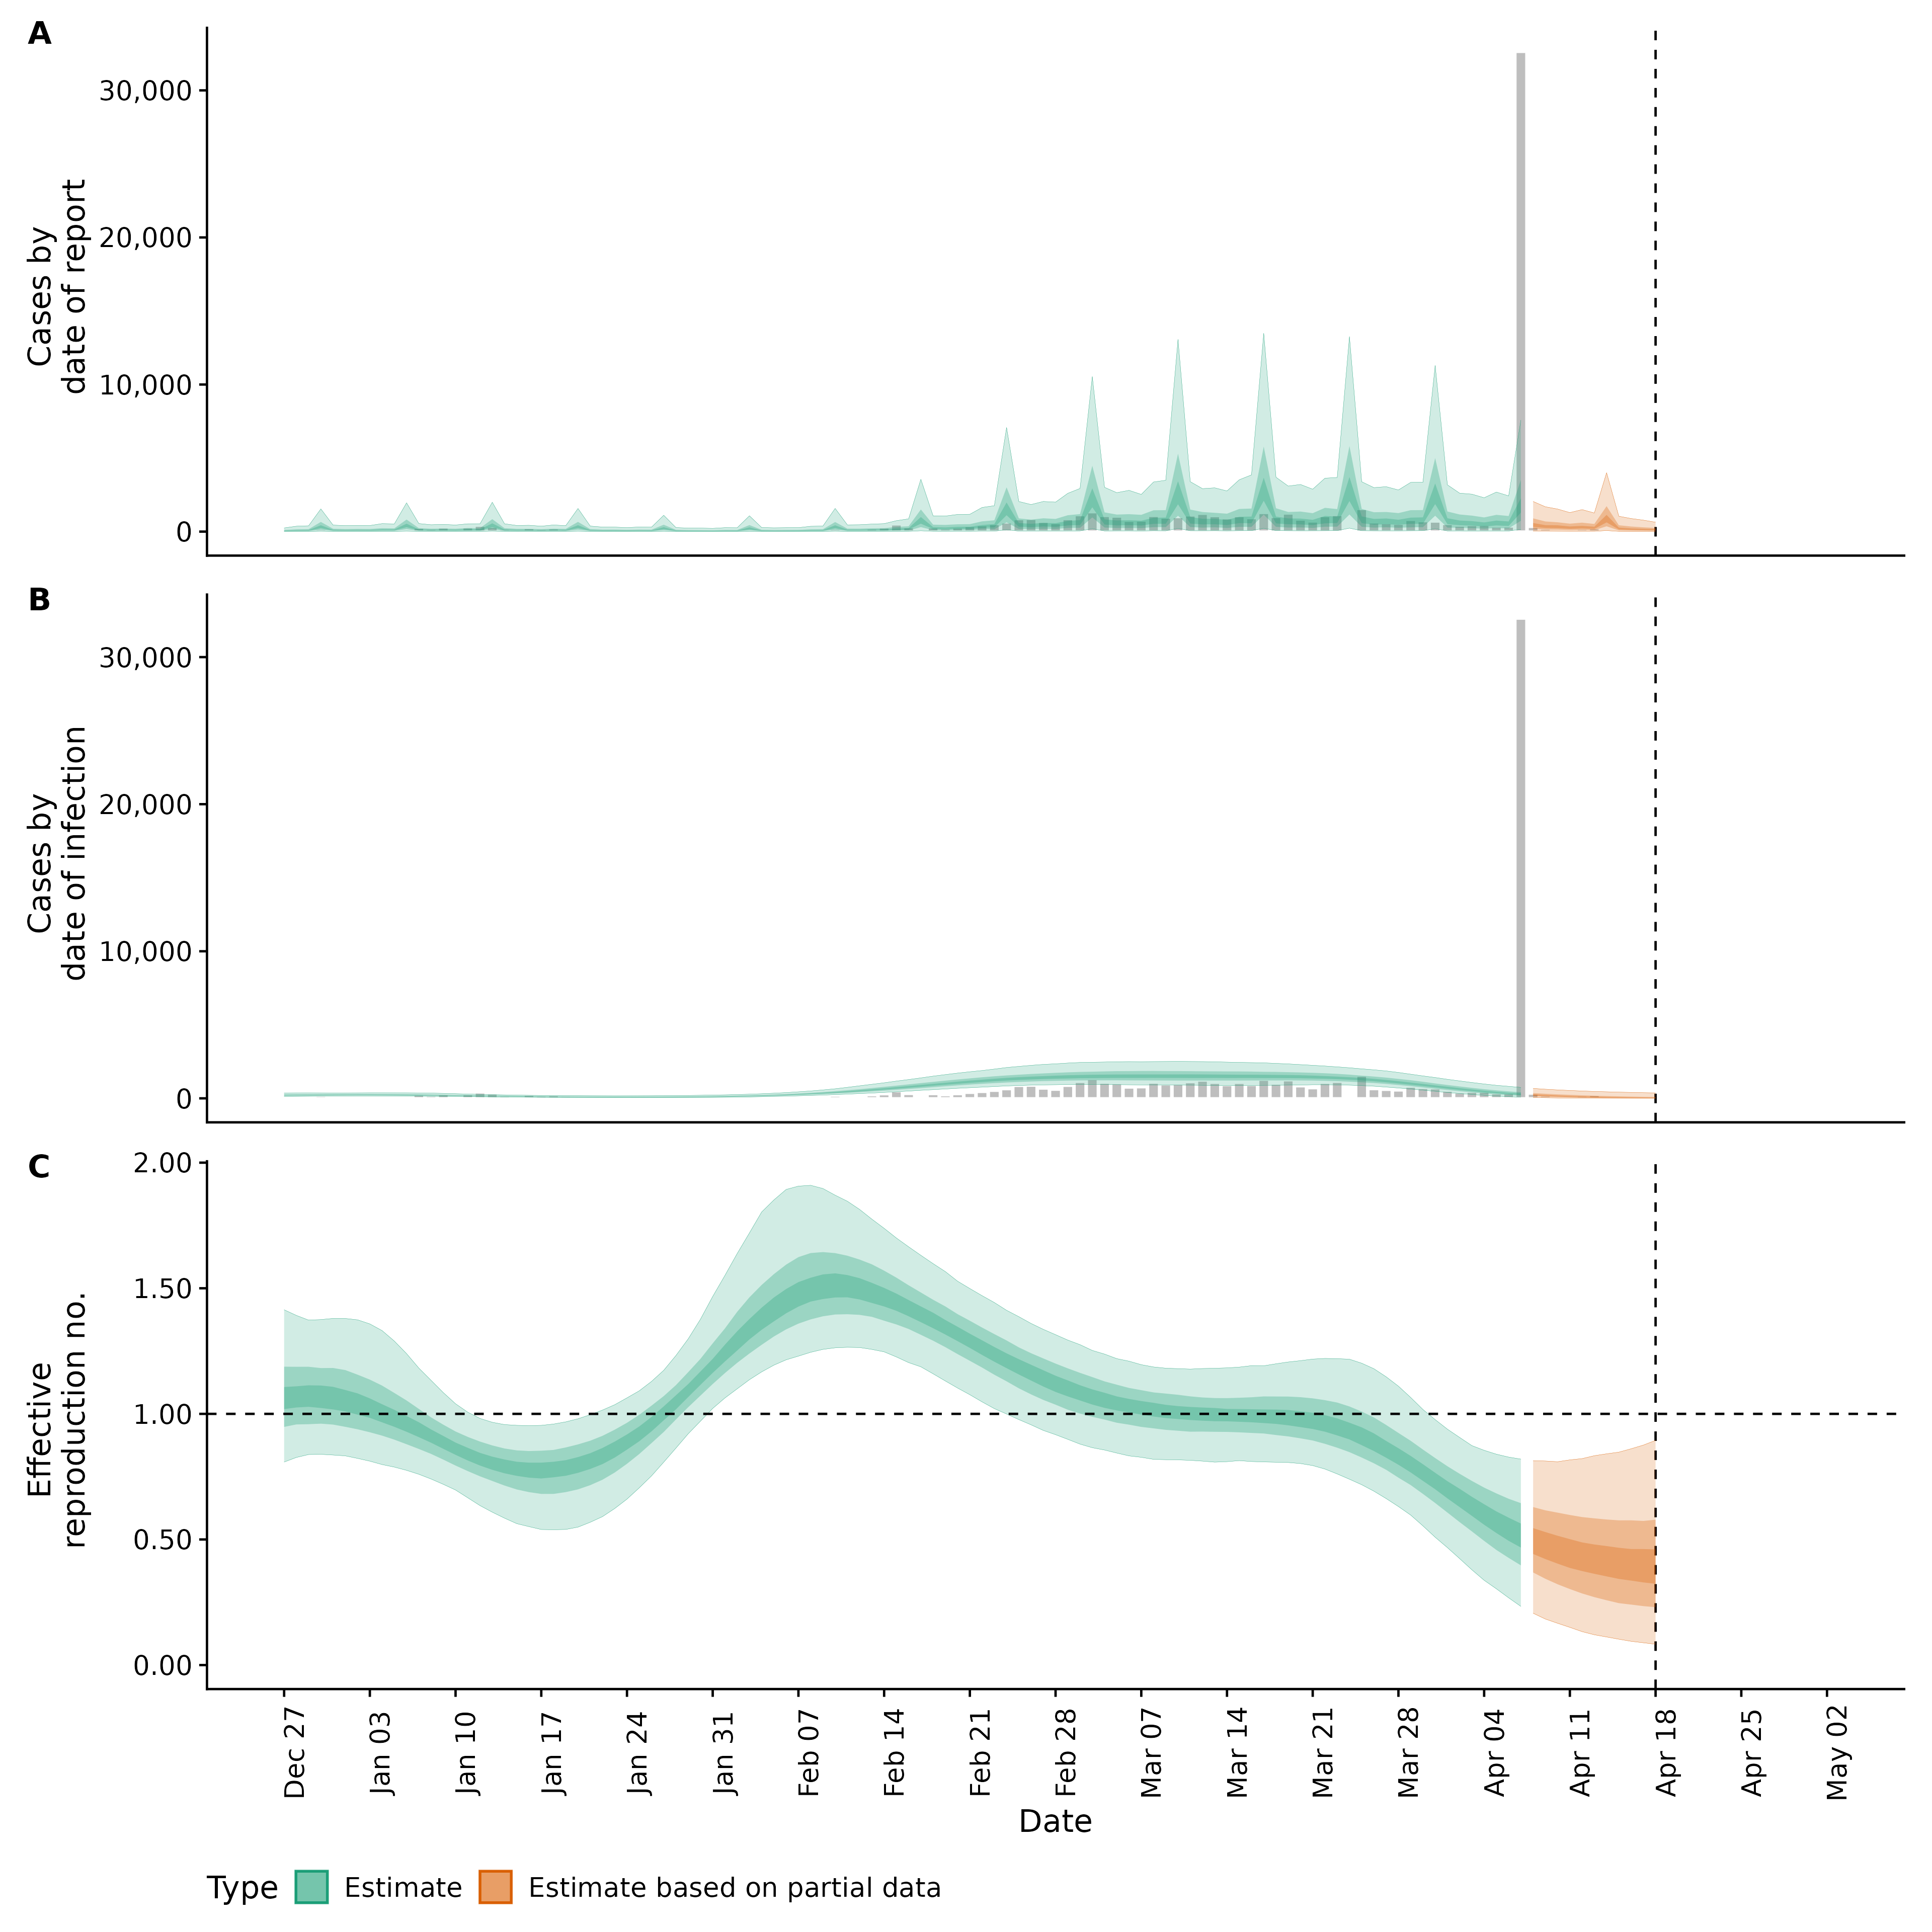 A
Cases by
date of report
30,000
20,000
10,000
0
B
Cases by
date of infection
30,000
20,000
10,000
0
C
Effective
reproduction no.
2.00
1.50
1.00
0.50
0.00
Dec 27
Jan 03
Jan 10
Jan 17
Jan 24
Jan 31
Feb 07
Feb 14
Feb 21
Feb 28
Mar 07
Mar 14
Mar 21
Mar 28
Apr 04
Apr 11
Apr 18
Apr 25
May 02
Date
Type Estimate Estimate based on partial data